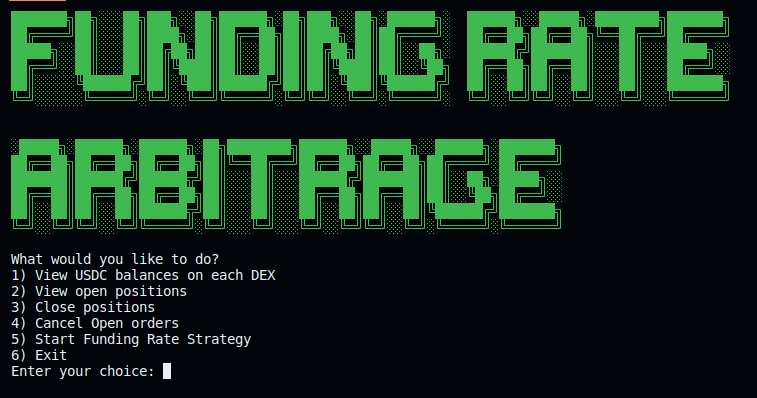 FUNDING RATE
ARBITRAGE
What would you like to do?
1) View USDC balances on each DEX
2) View open positions
3) Close positions
4) Cancel Open orders
5) Start Funding Rate Strategy
6) Exit
Enter your choice: